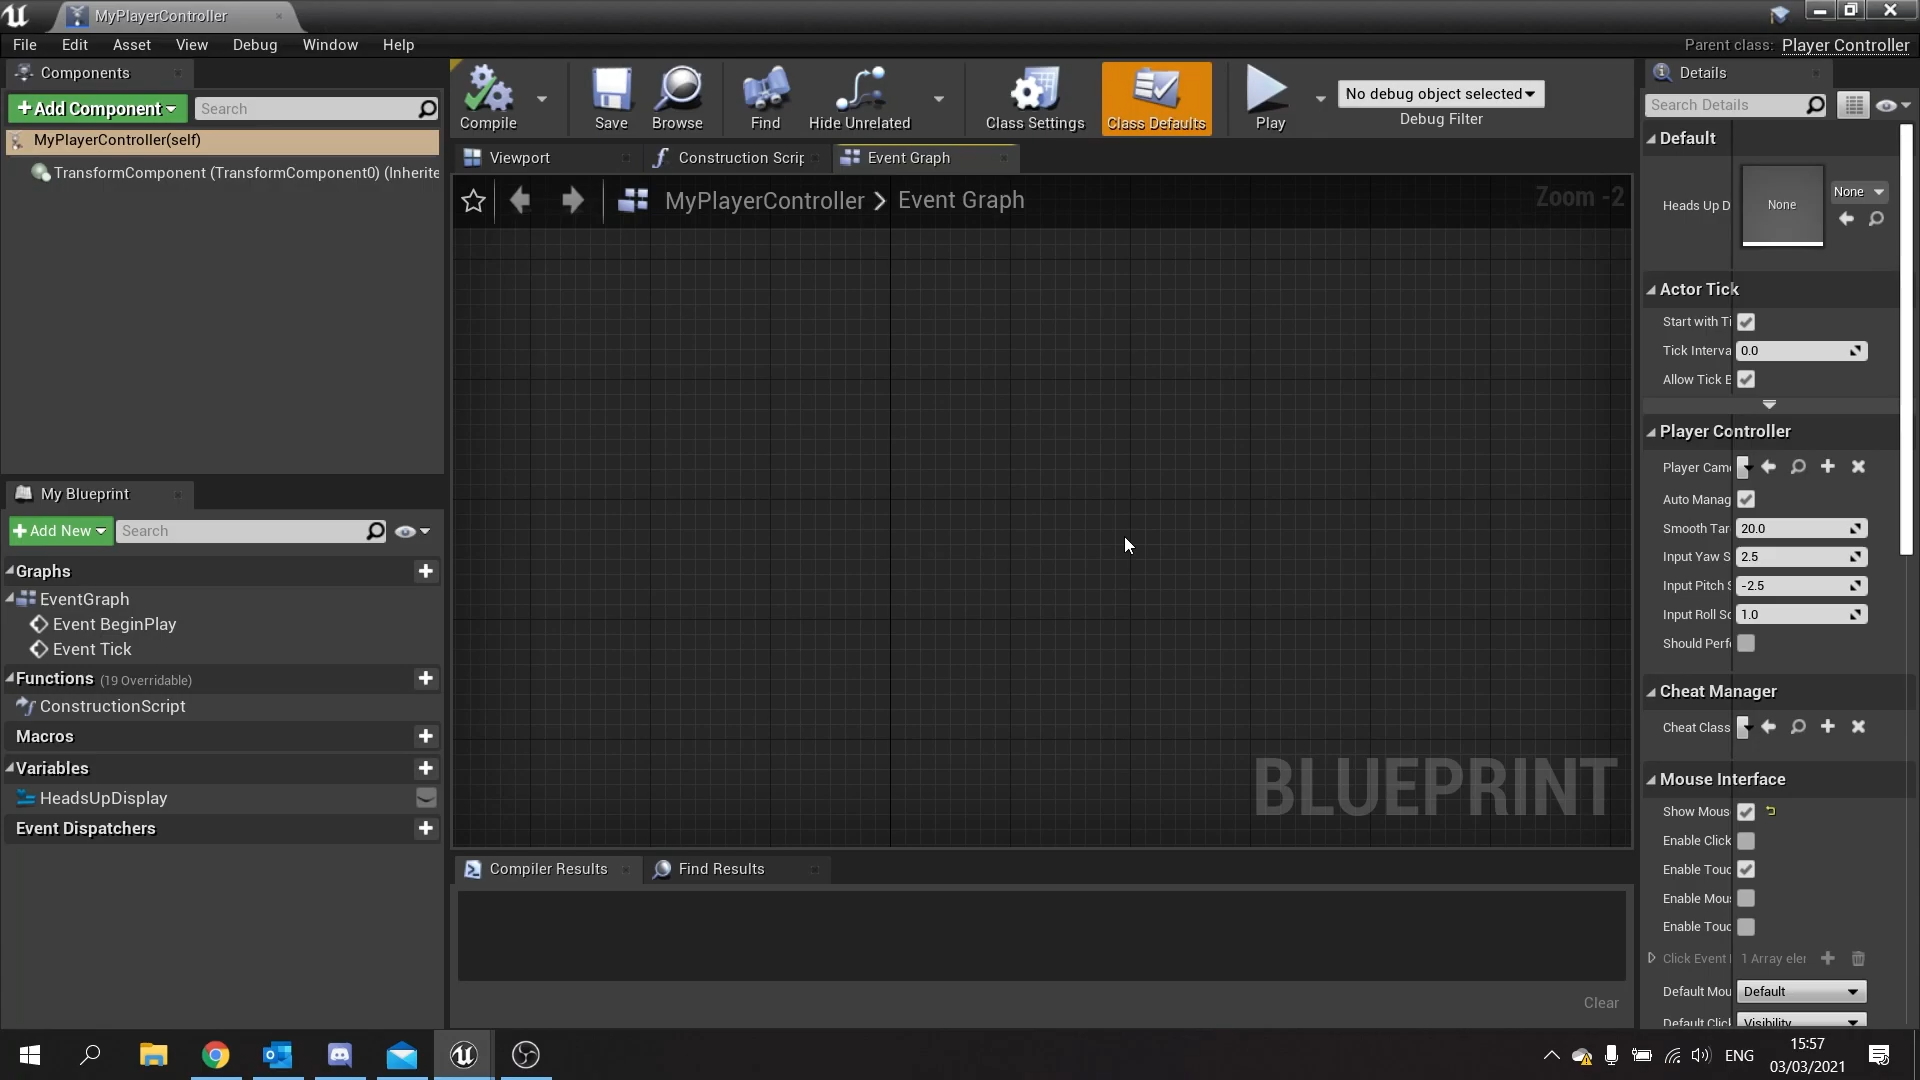 MyPlayerController
File Edit Asset View Debug Window Help
Parent class: Player Controller
Components
+Add Component
Search
MyPlayerController(self)
TransformComponent (TransformComponent0) (Inherite
My Blueprint
+Add New
Search
Graphs
EventGraph
Event BeginPlay
Event Tick
Functions (19 Overridable)
ConstructionScript
Macros
Variables
HeadsUpDisplay
Event Dispatchers
Compile
Save
Browse
Find
Hide Unrelated
Class Settings
Class Defaults
Play
No debug object selected
Debug Filter
Viewport
Construction Scrip
Event Graph
MyPlayerController > Event Graph
Zoom -2
BLUEPRINT
Compiler Results
Find Results
Clear
Details
Search Details
Default
Heads Up D
None
None
Actor Tick
Start with Ti
Tick Interva 0.0
Allow Tick B
Player Controller
Player Came
Auto Manag
Smooth Tar 20.0
Input Yaw S 2.5
Input Pitch S -2.5
Input Roll Sc 1.0
Should Perfo
Cheat Manager
Cheat Class
Mouse Interface
Show Mous
Enable Click
Enable Touc
Enable Mous
Enable Touc
Click Event 1 Array eler
Default Mou Default
Default Click Visibility
ENG
15:57
03/03/2021